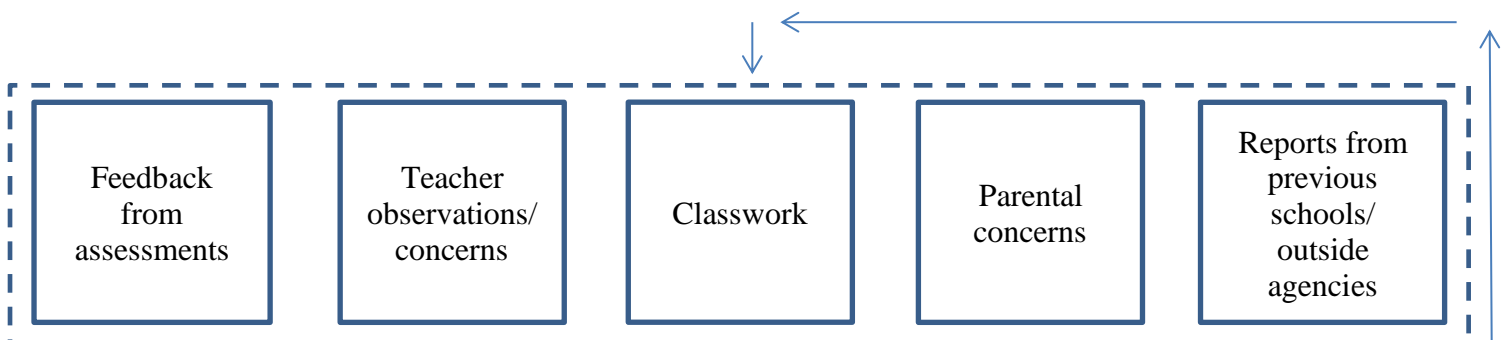 Feedback
from
assessments
Teacher
observations/
concerns
Classwork
Parental
concerns
Reports from
previous
schools/
outside
agencies